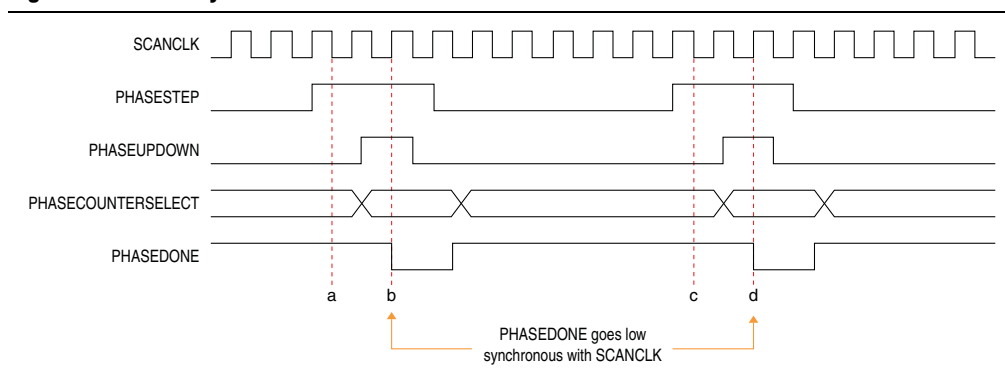 SCANCLK
PHASESTEP
PHASEUPDOWN
PHASECOUNTERSELECT
PHASEDONE
a b c d
PHASEDONE goes low
synchronous with SCANCLK